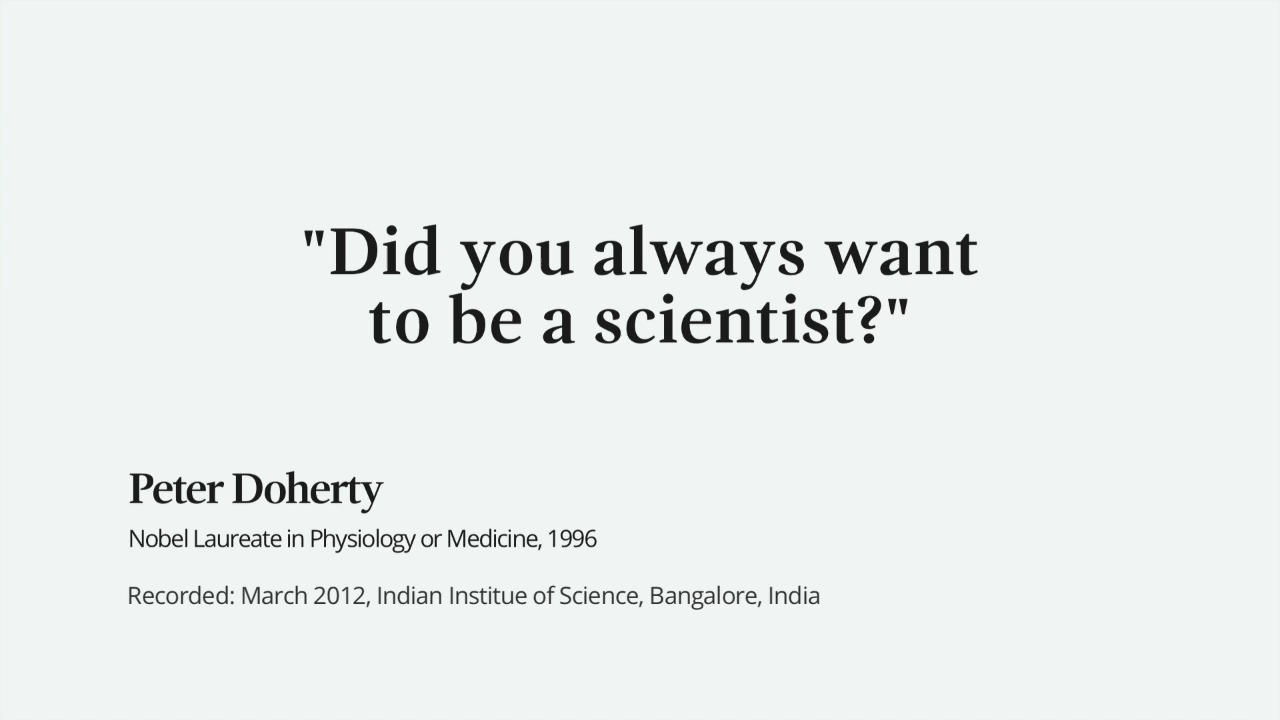 "Did you always want
to be a scientist?"
Peter Doherty
Nobel Laureate in Physiology or Medicine, 1996
Recorded: March 2012, Indian Institue of Science, Bangalore, India